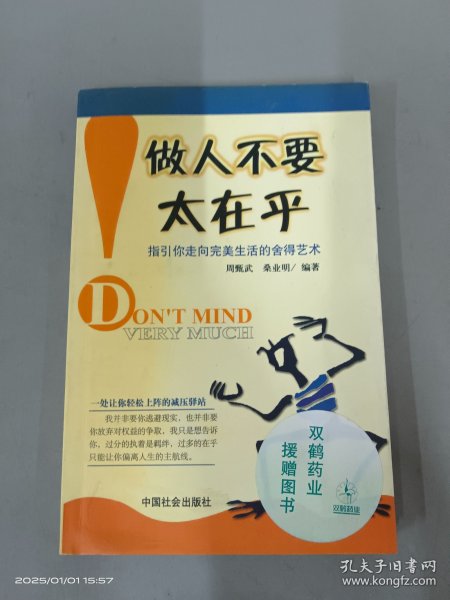 做人不要
太在乎
指引你走向完美生活的舍得艺术
周甄武 桑业明/编著
DON'T MIND
VERY MUCH
一处让你轻松上阵的减压驿站
我并非要你逃避现实，也并非要
你放弃对权益的争取，我只是想告诉
你，过分的执着是羁绊，过多的在乎
只能让你偏离人生的主航线。
双鹤药业
援赠图书
双鹤药业
中国社会出版社
2025/01/01 15:57
孔夫子旧书网
www.kongfz.com